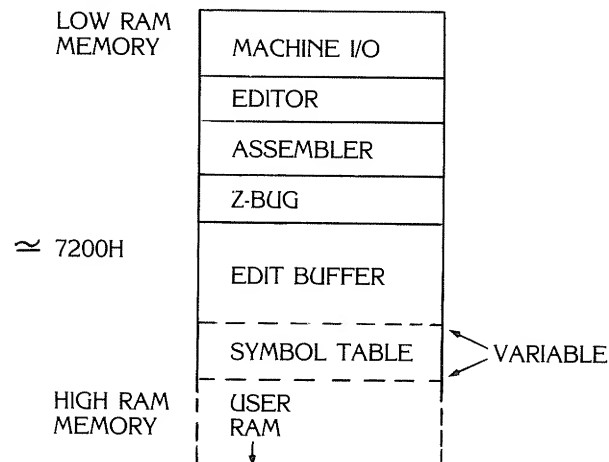 LOW RAM
MEMORY
MACHINE I/O
EDITOR
ASSEMBLER
Z-BUG
≃ 7200H
EDIT BUFFER
SYMBOL TABLE
VARIABLE
HIGH RAM
MEMORY
USER
RAM